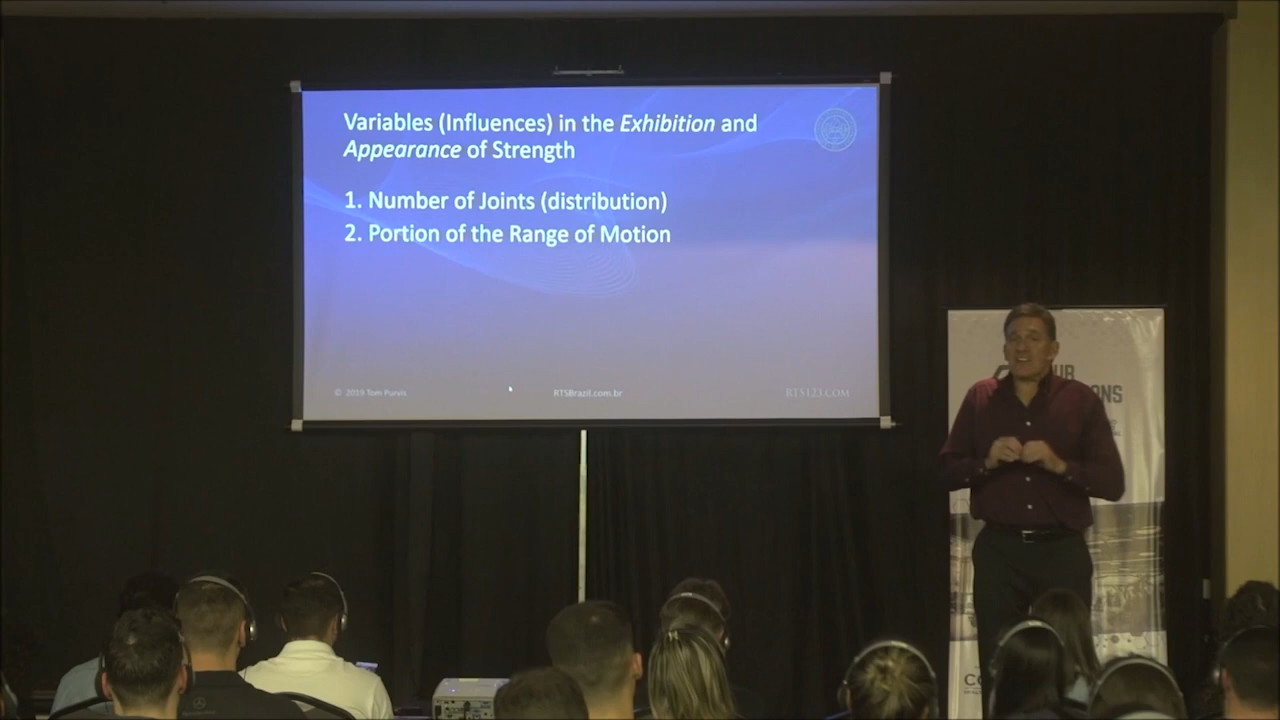 Variables (Influences) in the Exhibition and
Appearance of Strength
1. Number of Joints (distribution)
2. Portion of the Range of Motion
© 2019 Tom Purvis
RTSBrazil.com.br
RTS123.COM